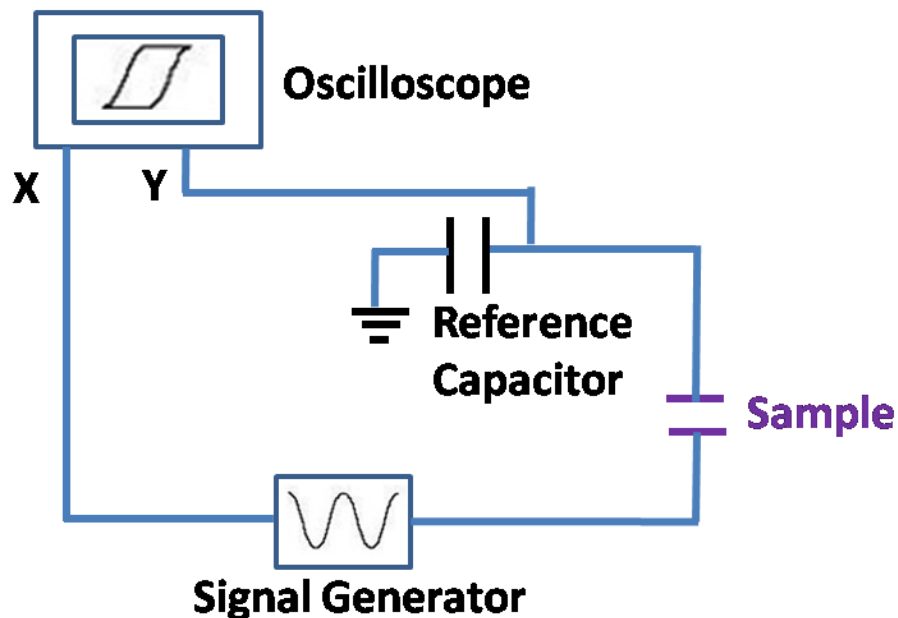 Oscilloscope
X
Y
Reference
Capacitor
Sample
Signal Generator